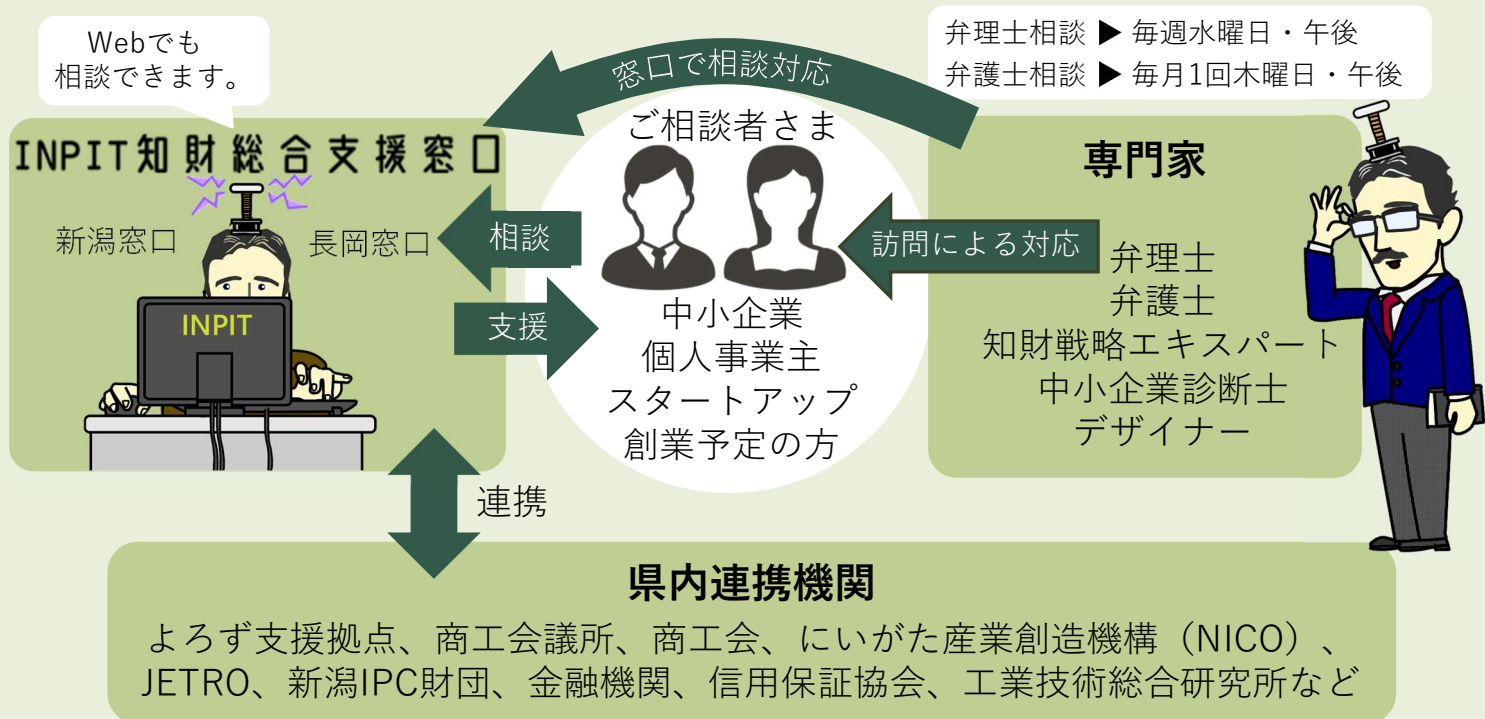 Webでも
相談できます。
弁理士相談 ▶ 毎週水曜日・午後
弁護士相談 ▶ 毎月1回木曜日・午後
窓口で相談対応
INPIT知財総合支援窓口
新潟窓口
長岡窓口
INPIT
相談
支援
ご相談者さま
中小企業
個人事業主
スタートアップ
創業予定の方
訪問による対応
専門家
弁理士
弁護士
知財戦略エキスパート
中小企業診断士
デザイナー
連携
県内連携機関
よろず支援拠点、商工会議所、商工会、にいがた産業創造機構（NICO）、
JETRO、新潟IPC財団、金融機関、信用保証協会、工業技術総合研究所など